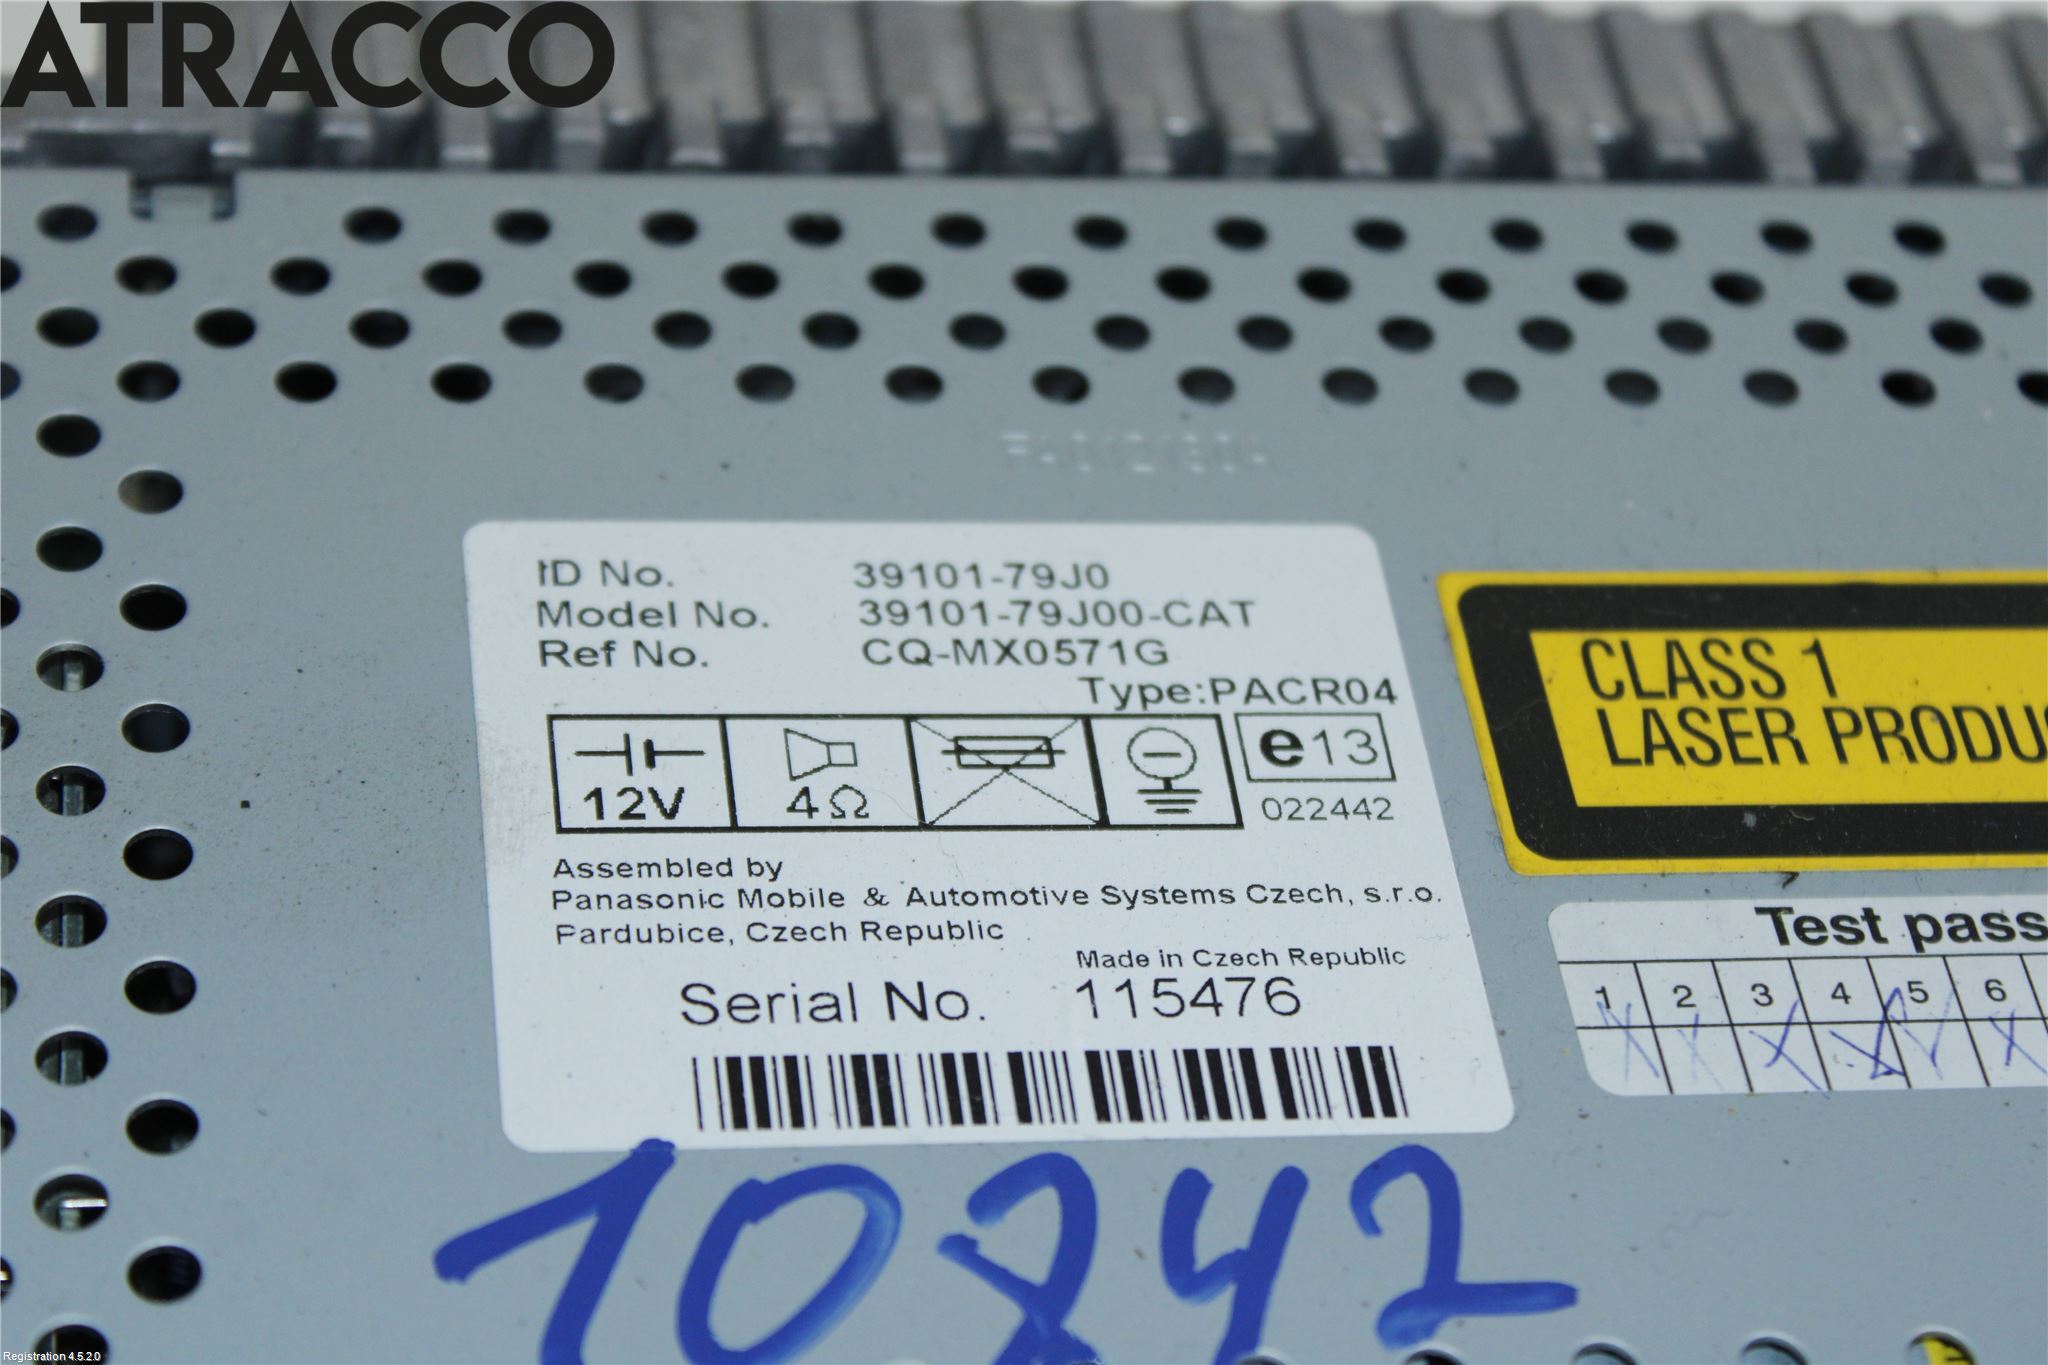 ATRACCO
ID No. 39101-79J0
Model No. 39101-79J00-CAT
Ref No. CQ-MX0571G
Type:PACR04
12V 4Ω e13
022442
Assembled by
Panasonic Mobile & Automotive Systems Czech, s.r.o.
Pardubice, Czech Republic
Made in Czech Republic
Serial No. 115476
CLASS 1
LASER PRODU
Test pass
1 2 3 4 5 6
X X X X X
10842
Registration 4.5.2.0